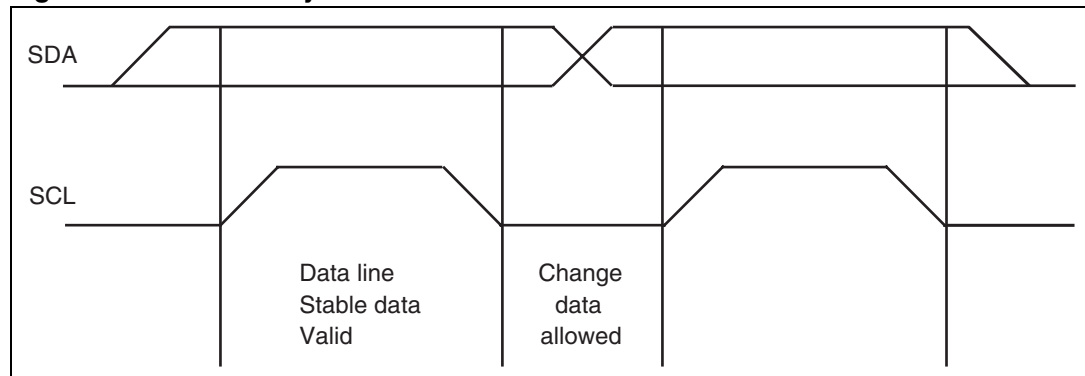 SDA
SCL
Data line
Stable data
Valid
Change
data
allowed